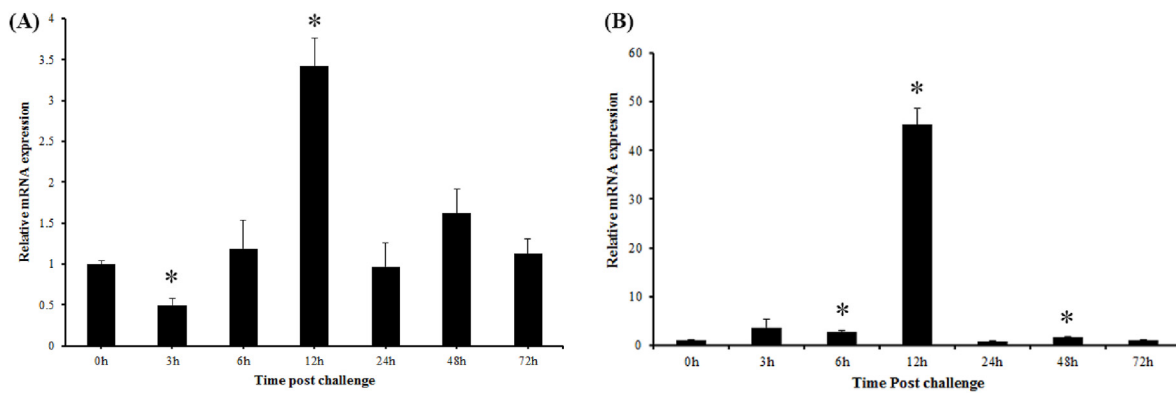 (A)
Relative mRNA expression
4
3.5
3
2.5
2
1.5
1
0.5
0
*
*
0h 3h 6h 12h 24h 48h 72h
Time post challenge
(B)
Relative mRNA expression
60
50
40
30
20
10
0
*
*
*
0h 3h 6h 12h 24h 48h 72h
Time Post challenge